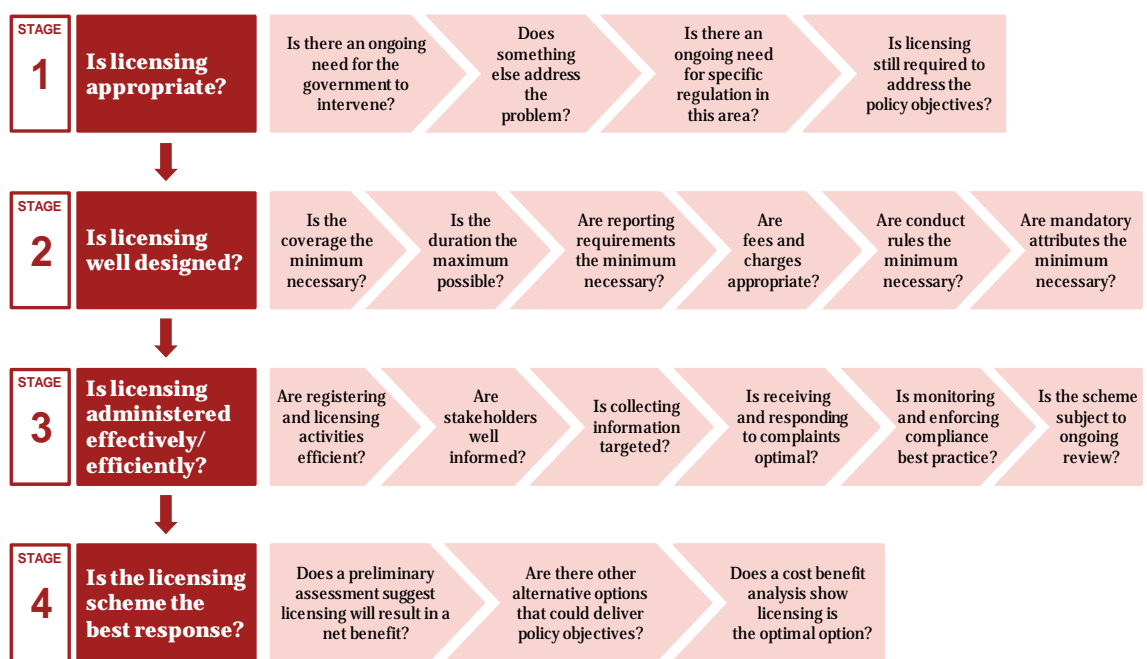 STAGE
1
Is licensing
appropriate?
Is there an ongoing
need for the
government to
intervene?
Does
something
else address
the
problem?
Is there an
ongoing need
for specific
regulation in
this area?
Is licensing
still required to
address the
policy objectives?
STAGE
2
Is licensing
well designed?
Is the
coverage the
minimum
necessary?
Is the
duration the
maximum
possible?
Are reporting
requirements
the minimum
necessary?
Are
fees and
charges
appropriate?
Are conduct
rules the
minimum
necessary?
Are mandatory
attributes the
minimum
necessary?
STAGE
3
Is licensing
administered
effectively/
efficiently?
Are registering
and licensing
activities
efficient?
Are
stakeholders
well
informed?
Is collecting
information
targeted?
Is receiving
and responding
to complaints
optimal?
Is monitoring
and enforcing
compliance
best practice?
Is the scheme
subject to
ongoing
review?
STAGE
4
Is the licensing
scheme the
best response?
Does a preliminary
assessment suggest
licensing will result in a
net benefit?
Are there other
alternative options
that could deliver
policy objectives?
Does a cost benefit
analysis show
licensing is
the optimal option?